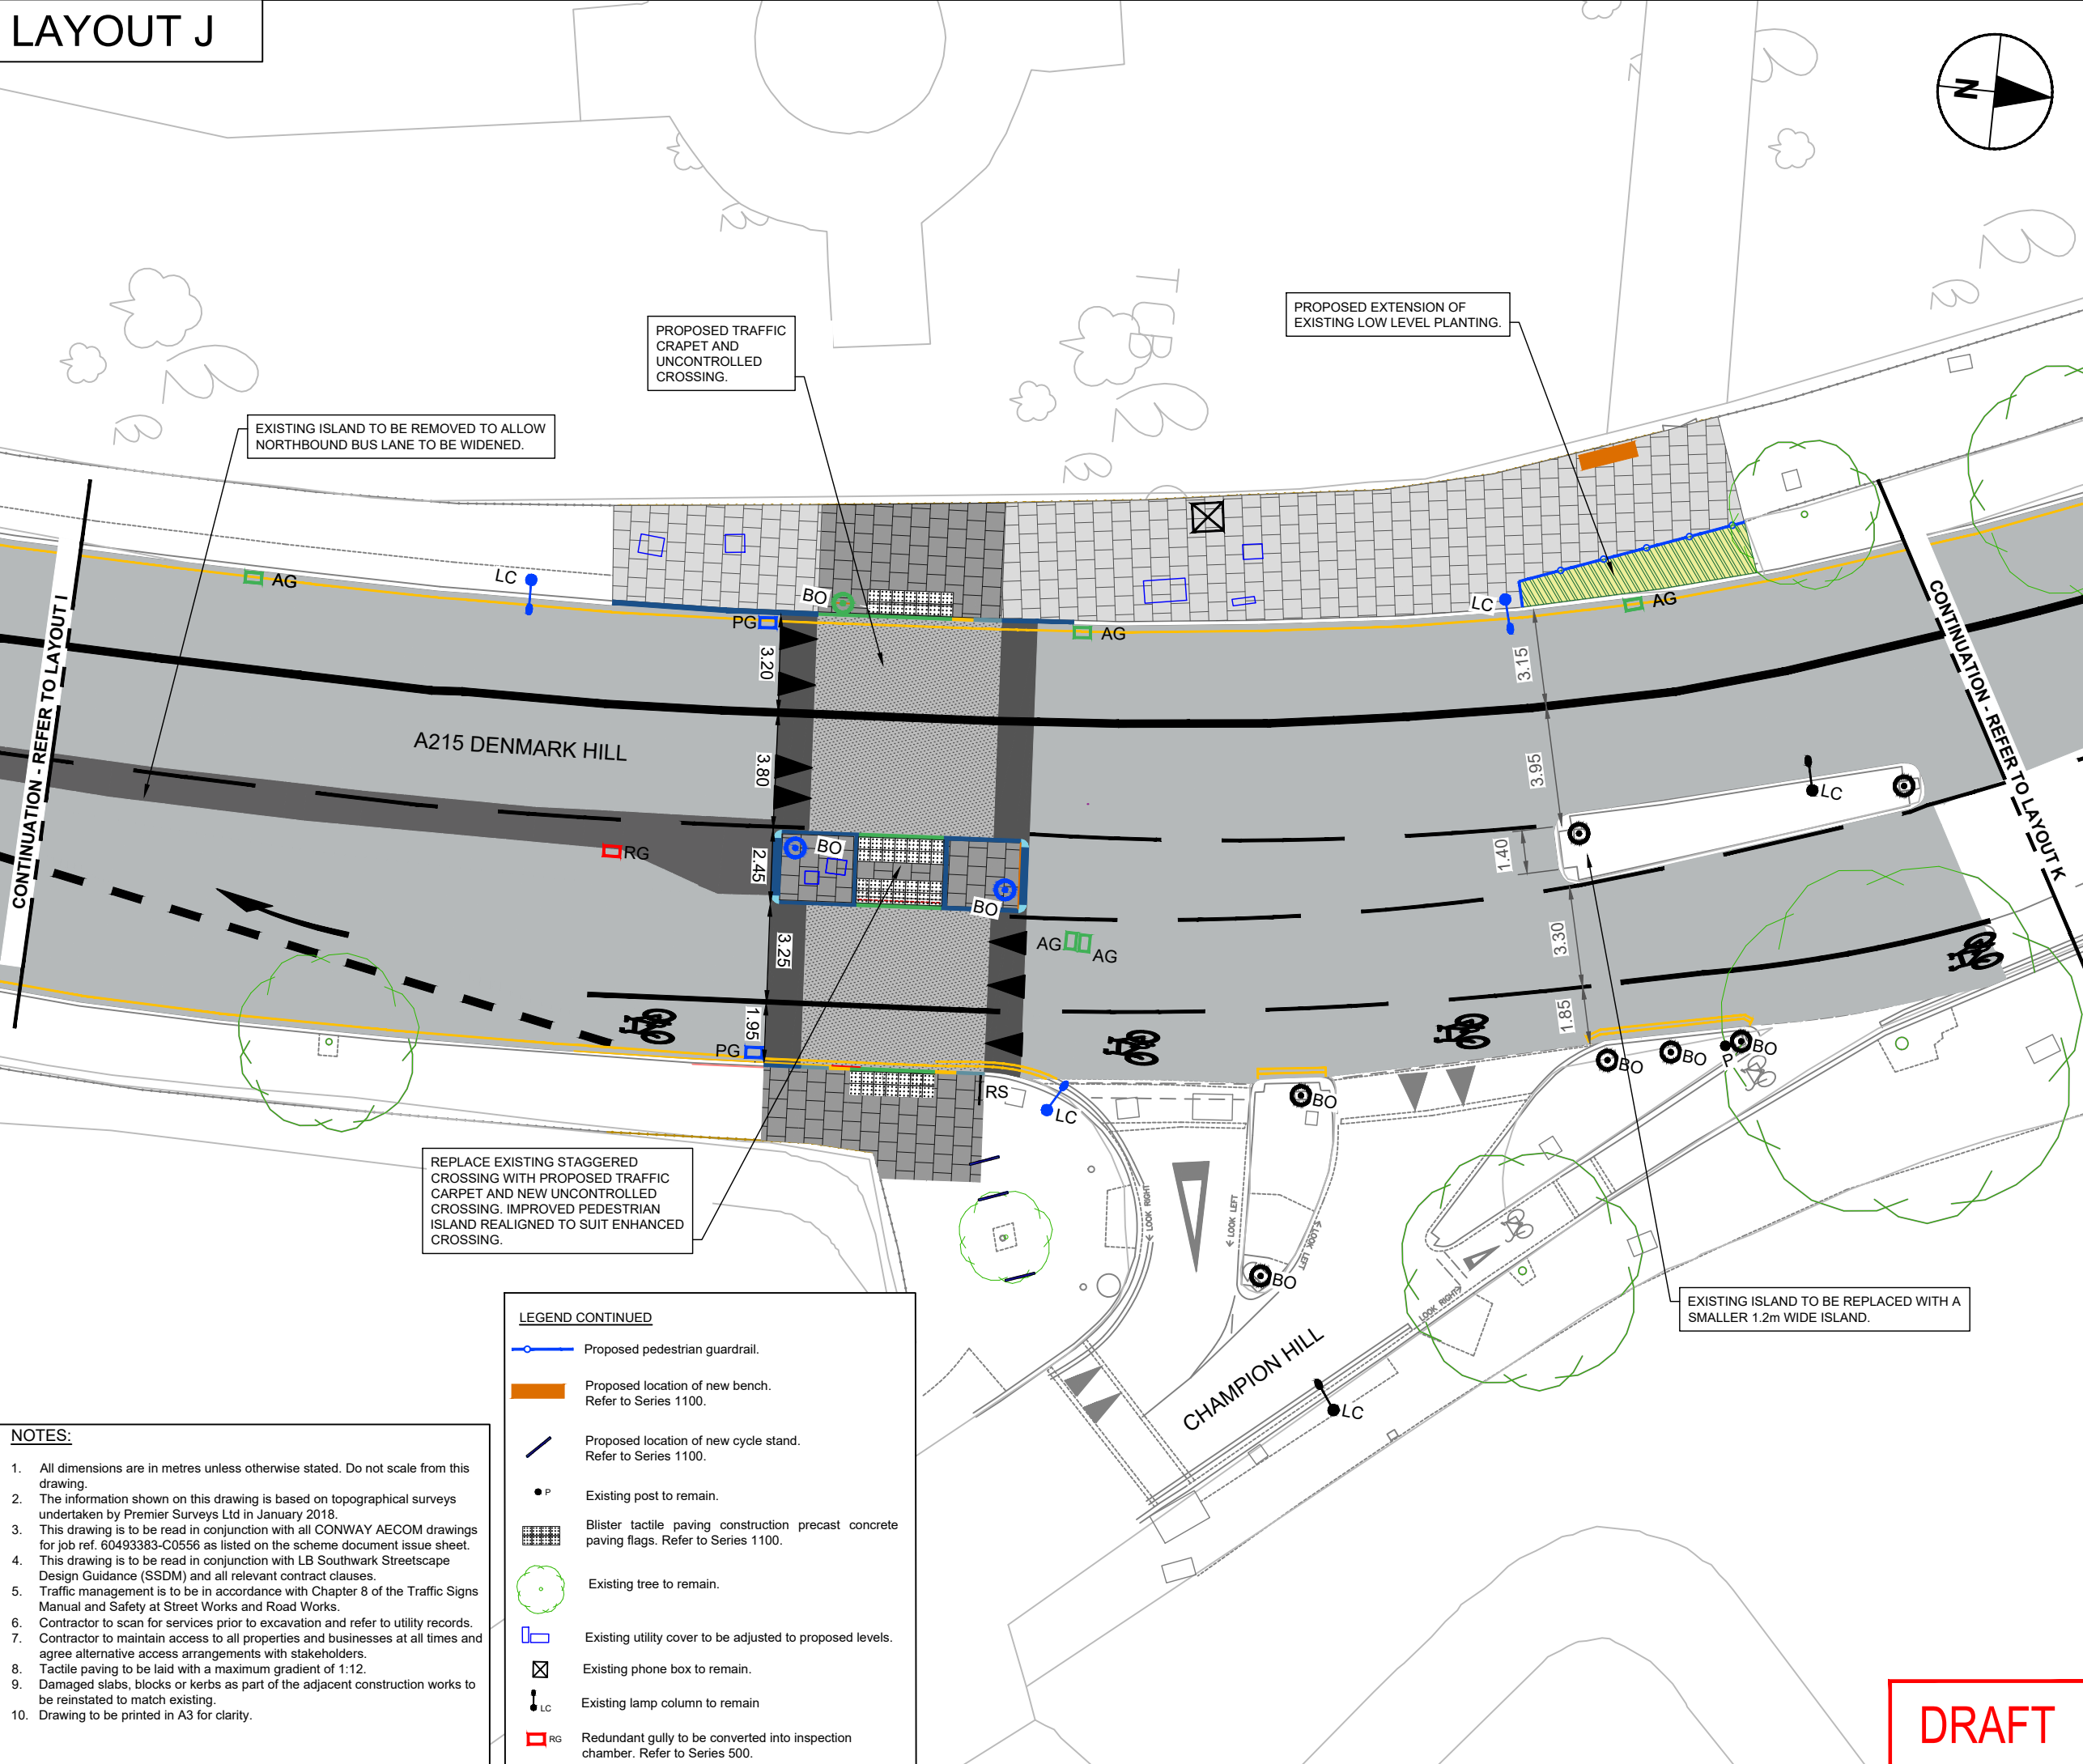 LAYOUT J
N
PROPOSED EXTENSION OF
EXISTING LOW LEVEL PLANTING.
PROPOSED TRAFFIC
CRAPET AND
UNCONTROLLED
CROSSING.
EXISTING ISLAND TO BE REMOVED TO ALLOW
NORTHBOUND BUS LANE TO BE WIDENED.
CONTINUATION - REFER TO LAYOUT I
CONTINUATION - REFER TO LAYOUT K
AG
LC
BO
PG
AG
LC
AG
3.20
3.15
A215 DENMARK HILL
3.80
3.95
LC
RG
BO
2.45
1.40
BO
3.25
AG
AG
3.30
1.95
1.85
PG
RS
LC
BO
BO
BO
P
BO
LOOK RIGHT
LOOK LEFT
LOOK LEFT
BO
LOOK RIGHT
CHAMPION HILL
LC
REPLACE EXISTING STAGGERED
CROSSING WITH PROPOSED TRAFFIC
CARPET AND NEW UNCONTROLLED
CROSSING. IMPROVED PEDESTRIAN
ISLAND REALIGNED TO SUIT ENHANCED
CROSSING.
EXISTING ISLAND TO BE REPLACED WITH A
SMALLER 1.2m WIDE ISLAND.
LEGEND CONTINUED
Proposed pedestrian guardrail.
Proposed location of new bench.
Refer to Series 1100.
Proposed location of new cycle stand.
Refer to Series 1100.
P
Existing post to remain.
Blister tactile paving construction precast concrete
paving flags. Refer to Series 1100.
Existing tree to remain.
Existing utility cover to be adjusted to proposed levels.
Existing phone box to remain.
LC
Existing lamp column to remain
RG
Redundant gully to be converted into inspection
chamber. Refer to Series 500.
NOTES:
1. All dimensions are in metres unless otherwise stated. Do not scale from this
drawing.
2. The information shown on this drawing is based on topographical surveys
undertaken by Premier Surveys Ltd in January 2018.
3. This drawing is to be read in conjunction with all CONWAY AECOM drawings
for job ref. 60493383-C0556 as listed on the scheme document issue sheet.
4. This drawing is to be read in conjunction with LB Southwark Streetscape
Design Guidance (SSDM) and all relevant contract clauses.
5. Traffic management is to be in accordance with Chapter 8 of the Traffic Signs
Manual and Safety at Street Works and Road Works.
6. Contractor to scan for services prior to excavation and refer to utility records.
7. Contractor to maintain access to all properties and businesses at all times and
agree alternative access arrangements with stakeholders.
8. Tactile paving to be laid with a maximum gradient of 1:12.
9. Damaged slabs, blocks or kerbs as part of the adjacent construction works to
be reinstated to match existing.
10. Drawing to be printed in A3 for clarity.
DRAFT